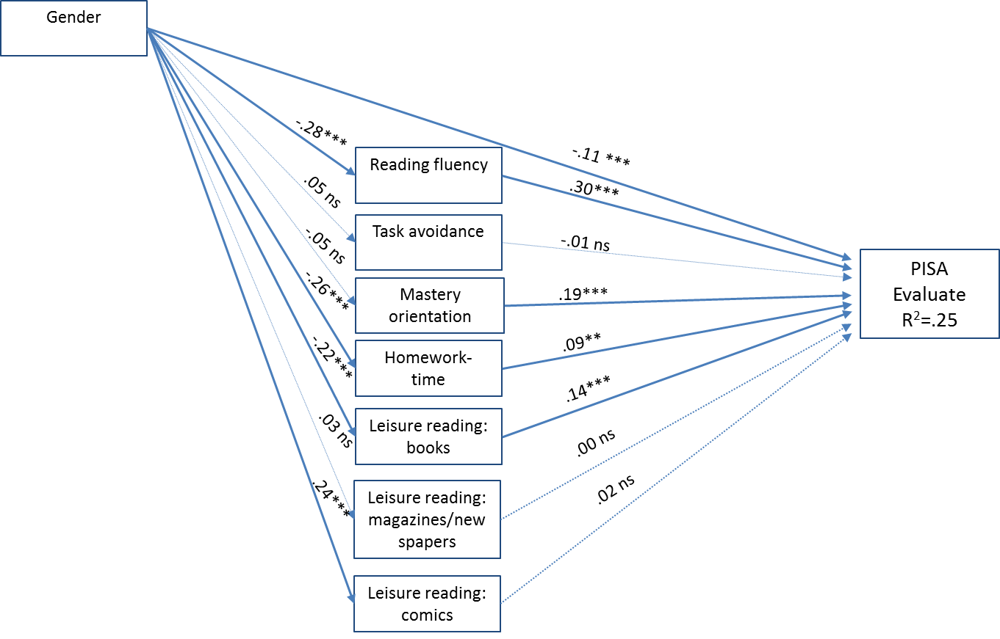 Gender
-.28***
-.11 ***
Reading fluency
.30***
.05 ns
Task avoidance
-.01 ns
-.05 ns
PISA
Evaluate
R²=.25
-.26***
Mastery
orientation
.19***
-.22***
Homework-
time
.09**
.14***
.03 ns
Leisure reading:
books
.00 ns
.24***
Leisure reading:
magazines/new
spapers
.02 ns
Leisure reading:
comics